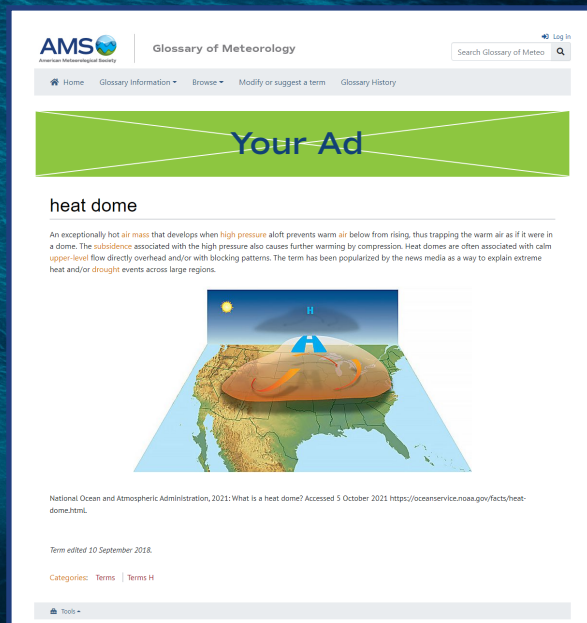 Log in
AMS
American Meteorological Society
Glossary of Meteorology
Search Glossary of Meteo
Home Glossary Information Browse Modify or suggest a term Glossary History
Your Ad
heat dome
An exceptionally hot air mass that develops when high pressure aloft prevents warm air below from rising, thus trapping the warm air as if it were in
a dome. The subsidence associated with the high pressure also causes further warming by compression. Heat domes are often associated with calm
upper-level flow directly overhead and/or with blocking patterns. The term has been popularized by the news media as a way to explain extreme
heat and/or drought events across large regions.
H
H
National Ocean and Atmospheric Administration, 2021: What is a heat dome? Accessed 5 October 2021 https://oceanservice.noaa.gov/facts/heat-
dome.html.
Term edited 10 September 2018.
Categories: Terms | Terms H
Tools